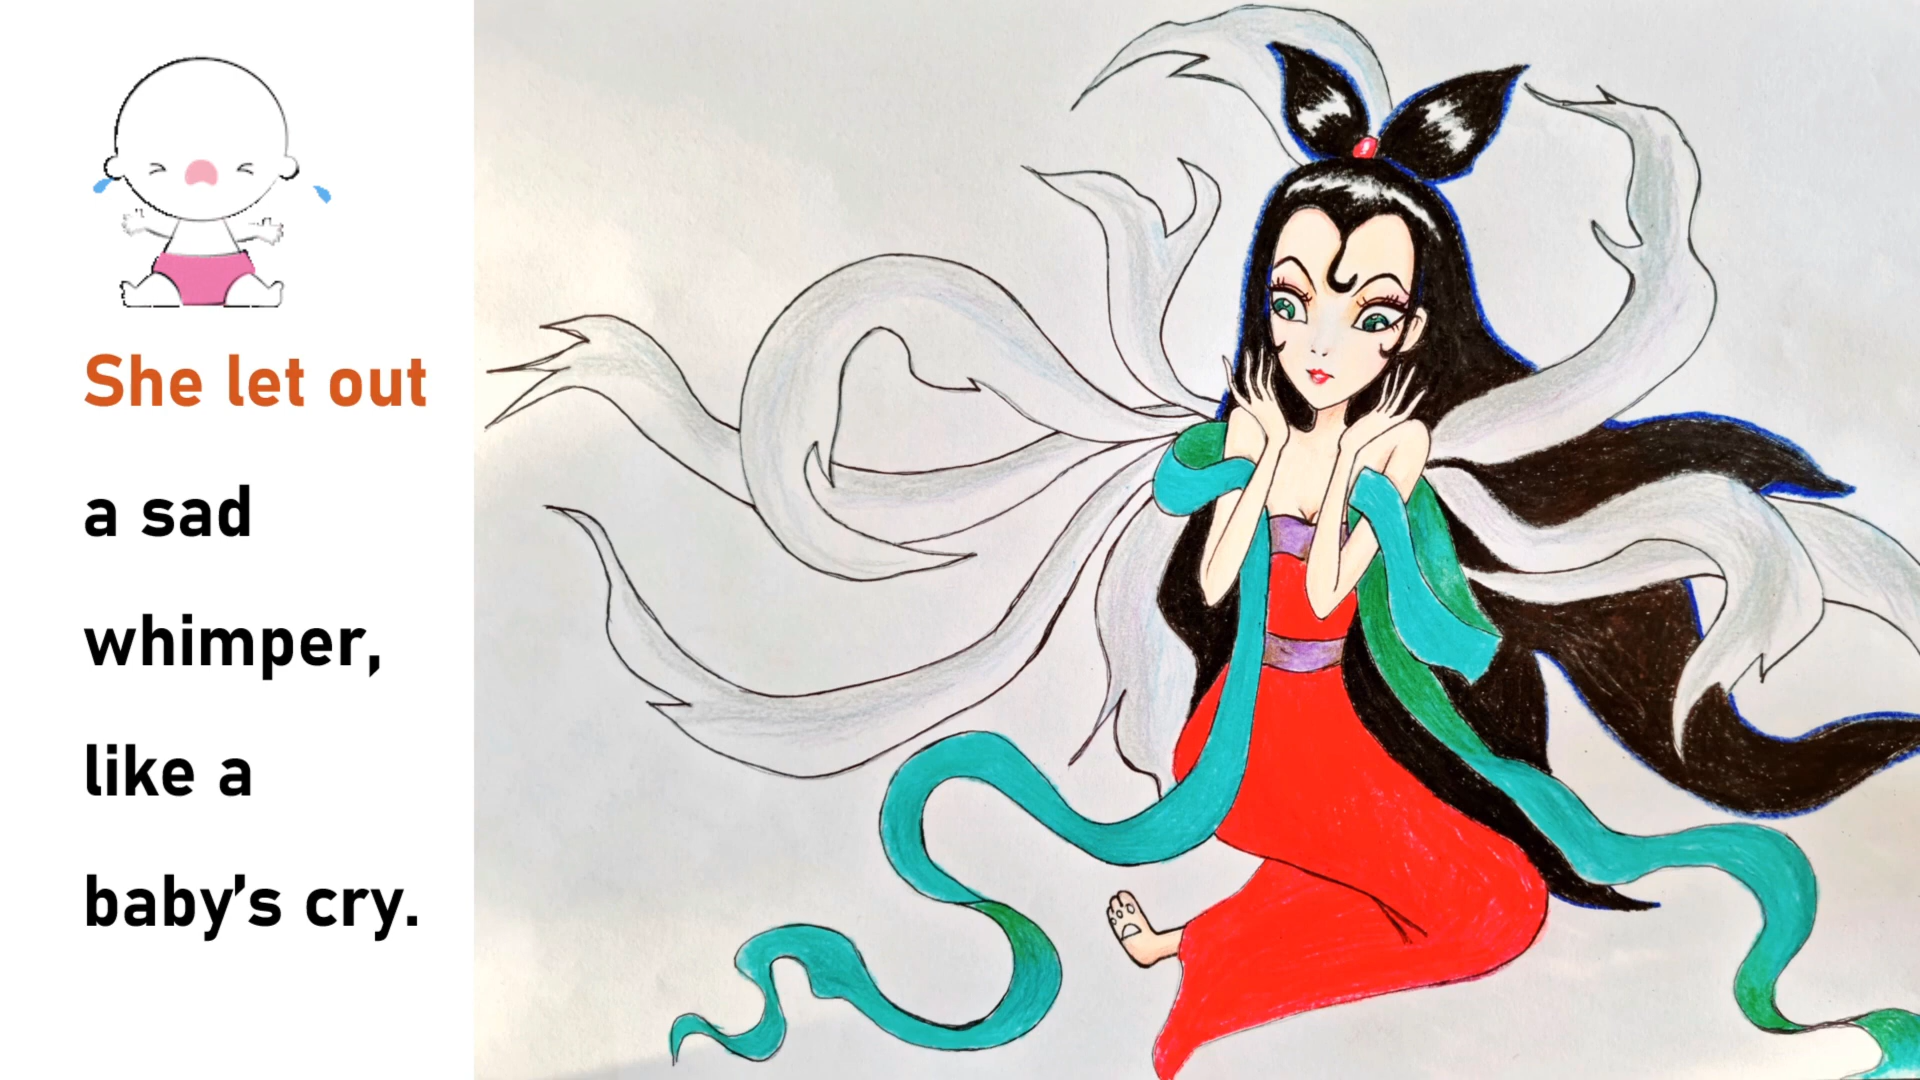 She let out
a sad
whimper,
like a
baby's cry.